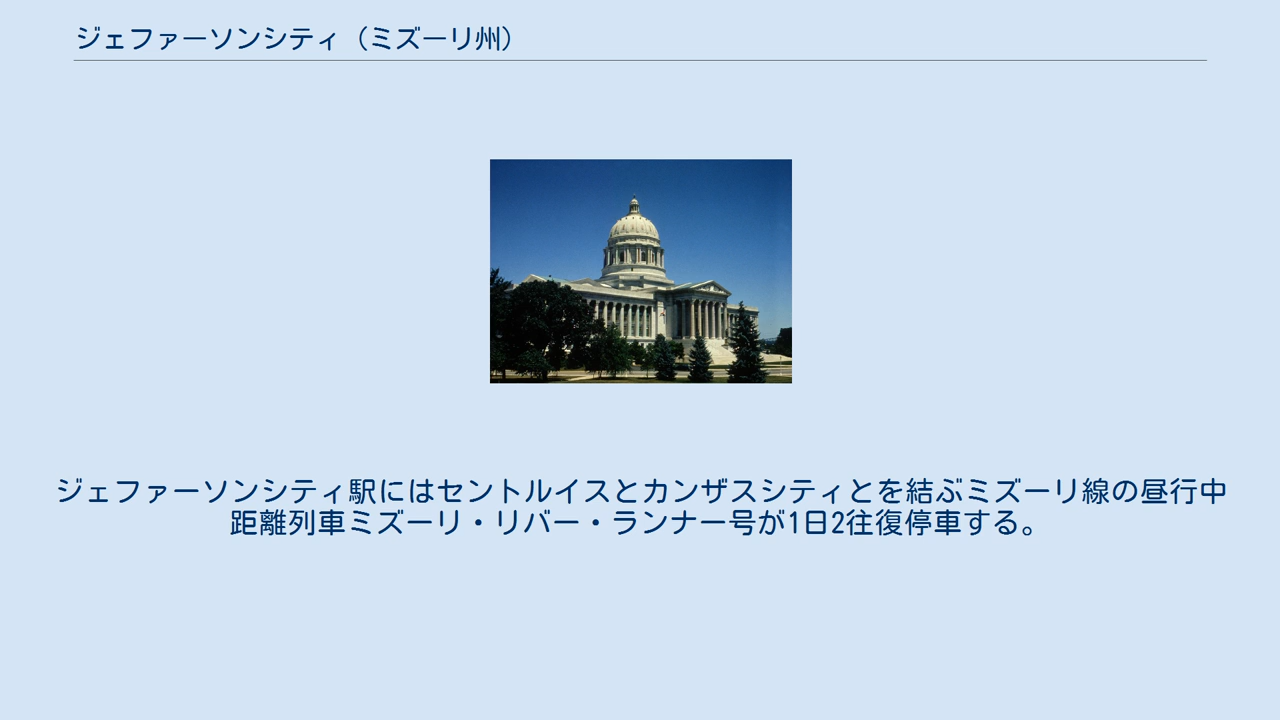 ジェファーソンシティ（ミズーリ州）
ジェファーソンシティ駅にはセントルイスとカンザスシティとを結ぶミズーリ線の昼行中
距離列車ミズーリ・リバー・ランナー号が1日2往復停車する。